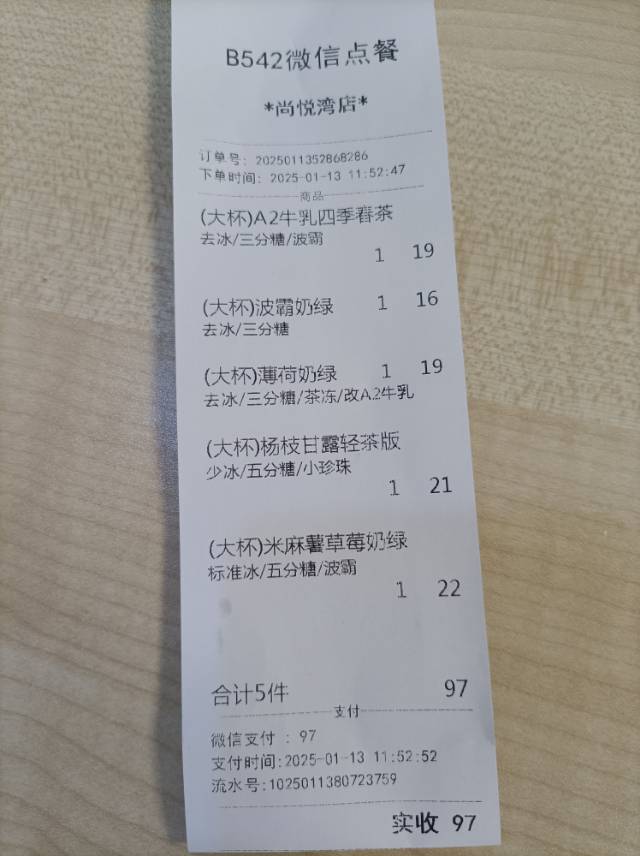 B542微信点餐
*尚悦湾店*
订单号: 2025011352868286
下单时间: 2025-01-13 11:52:47
商品
(大杯)A2牛乳四季春茶
去冰/三分糖/波霸
1 19
(大杯)波霸奶绿 1 16
去冰/三分糖
(大杯)薄荷奶绿 1 19
去冰/三分糖/茶冻/改A2牛乳
(大杯)杨枝甘露轻茶版
少冰/五分糖/小珍珠
1 21
(大杯)米麻薯草莓奶绿
标准冰/五分糖/波霸
1 22
合计5件 97
支付
微信支付 : 97
支付时间:2025-01-13 11:52:52
流水号:1025011380723759
实收 97